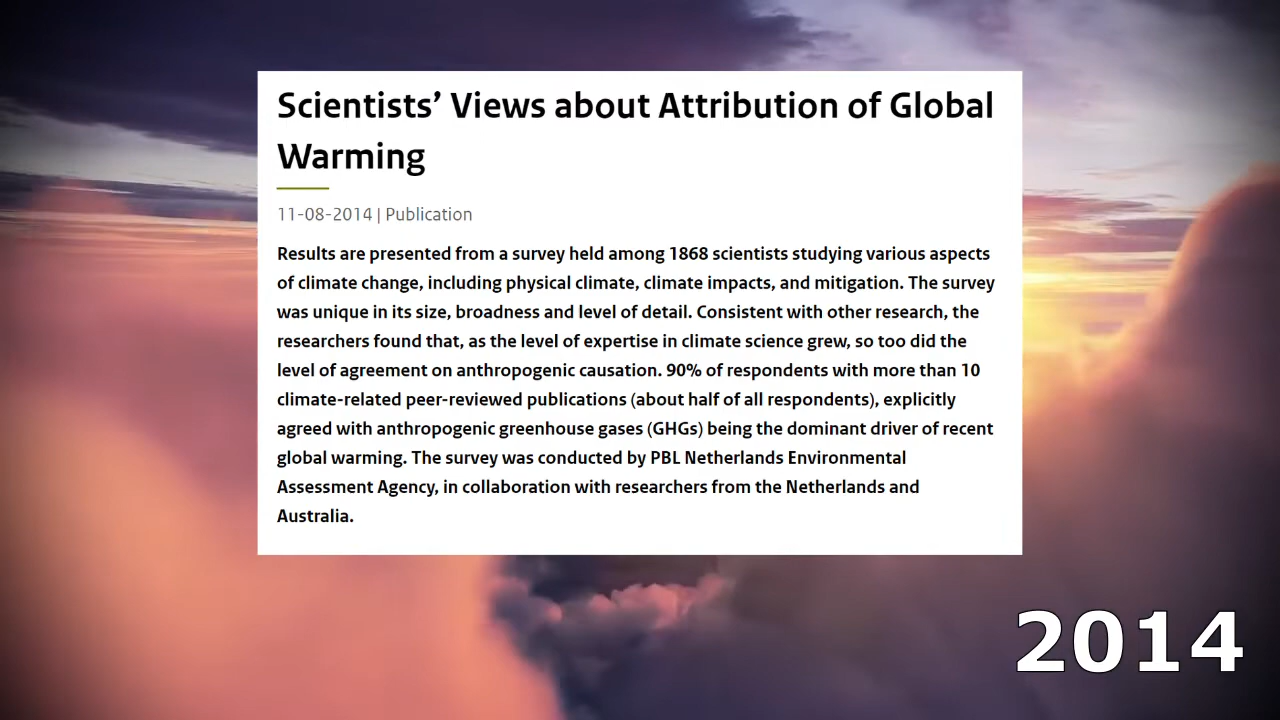 Scientists’ Views about Attribution of Global
Warming
11-08-2014 | Publication
Results are presented from a survey held among 1868 scientists studying various aspects
of climate change, including physical climate, climate impacts, and mitigation. The survey
was unique in its size, broadness and level of detail. Consistent with other research, the
researchers found that, as the level of expertise in climate science grew, so too did the
level of agreement on anthropogenic causation. 90% of respondents with more than 10
climate-related peer-reviewed publications (about half of all respondents), explicitly
agreed with anthropogenic greenhouse gases (GHGs) being the dominant driver of recent
global warming. The survey was conducted by PBL Netherlands Environmental
Assessment Agency, in collaboration with researchers from the Netherlands and
Australia.
2014